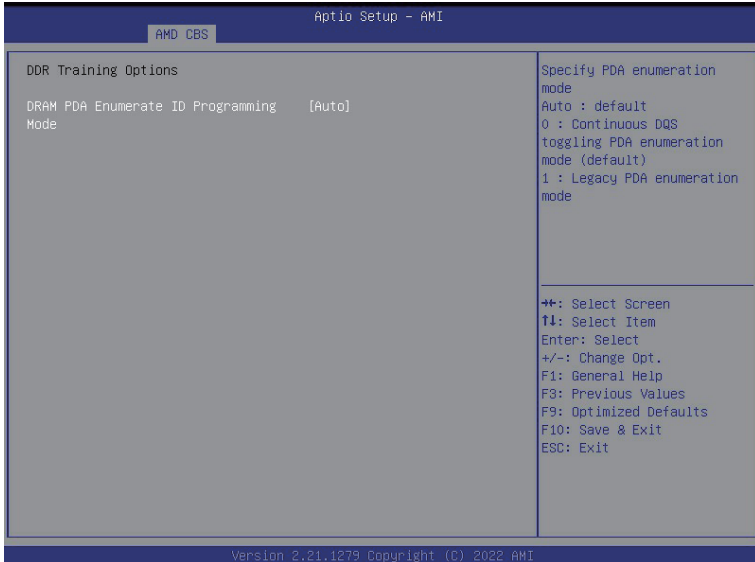 Aptio Setup – AMI
AMD CBS
DDR Training Options
DRAM PDA Enumerate ID Programming [Auto]
Mode
Specify PDA enumeration
mode
Auto : default
0 : Continuous DQS
toggling PDA enumeration
mode (default)
1 : Legacy PDA enumeration
mode
→←: Select Screen
↑↓: Select Item
Enter: Select
+/-: Change Opt.
F1: General Help
F3: Previous Values
F9: Optimized Defaults
F10: Save & Exit
ESC: Exit
Version 2.21.1279 Copyright (C) 2022 AMI